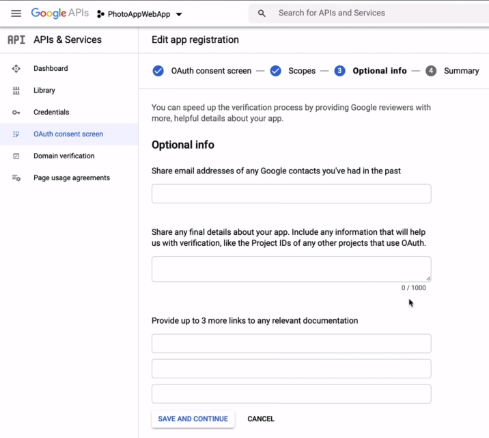 Google APIs PhotoAppWebApp Search for APIs and Services
API APIs & Services Edit app registration
Dashboard
Library
Credentials
OAuth consent screen
Domain verification
Page usage agreements
OAuth consent screen — Scopes — 3 Optional info — 4 Summary
You can speed up the verification process by providing Google reviewers with
more, helpful details about your app.
Optional info
Share email addresses of any Google contacts you've had in the past
Share any final details about your app. Include any information that will help
us with verification, like the Project IDs of any other projects that use OAuth.
0 / 1000
Provide up to 3 more links to any relevant documentation
SAVE AND CONTINUE CANCEL